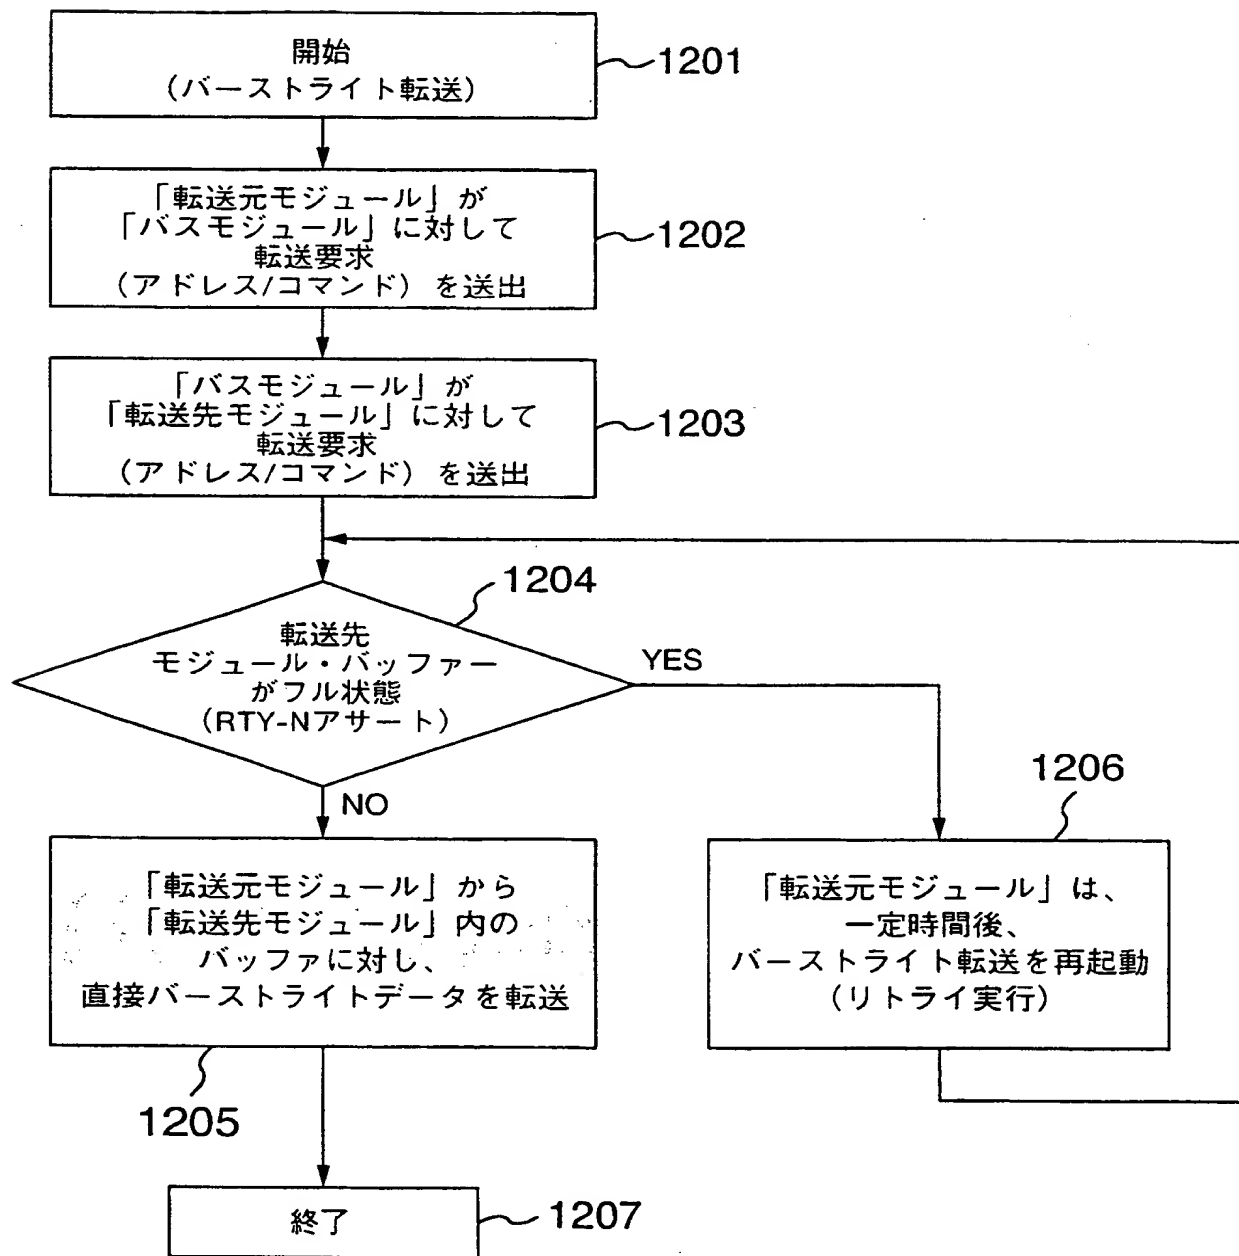 開始
（バーストライト転送）
1201
「転送元モジュール」が
「バスモジュール」に対して
転送要求
（アドレス/コマンド）を送出
1202
「バスモジュール」が
「転送先モジュール」に対して
転送要求
（アドレス/コマンド）を送出
1203
1204
転送先
モジュール・バッファー
がフル状態
（RTY-Nアサート）
YES
NO
1206
「転送元モジュール」から
「転送先モジュール」内の
バッファに対し、
直接バーストライトデータを転送
1205
「転送元モジュール」は、
一定時間後、
バーストライト転送を再起動
（リトライ実行）
終了
1207